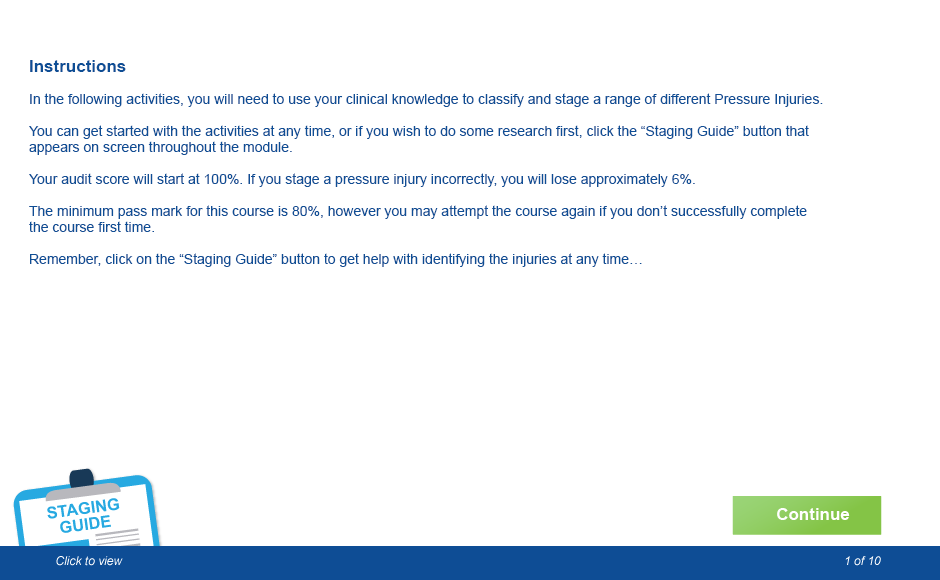 Instructions
In the following activities, you will need to use your clinical knowledge to classify and stage a range of different Pressure Injuries.
You can get started with the activities at any time, or if you wish to do some research first, click the “Staging Guide” button that
appears on screen throughout the module.
Your audit score will start at 100%. If you stage a pressure injury incorrectly, you will lose approximately 6%.
The minimum pass mark for this course is 80%, however you may attempt the course again if you don’t successfully complete
the course first time.
Remember, click on the “Staging Guide” button to get help with identifying the injuries at any time…
STAGING
GUIDE
Continue
Click to view
1 of 10